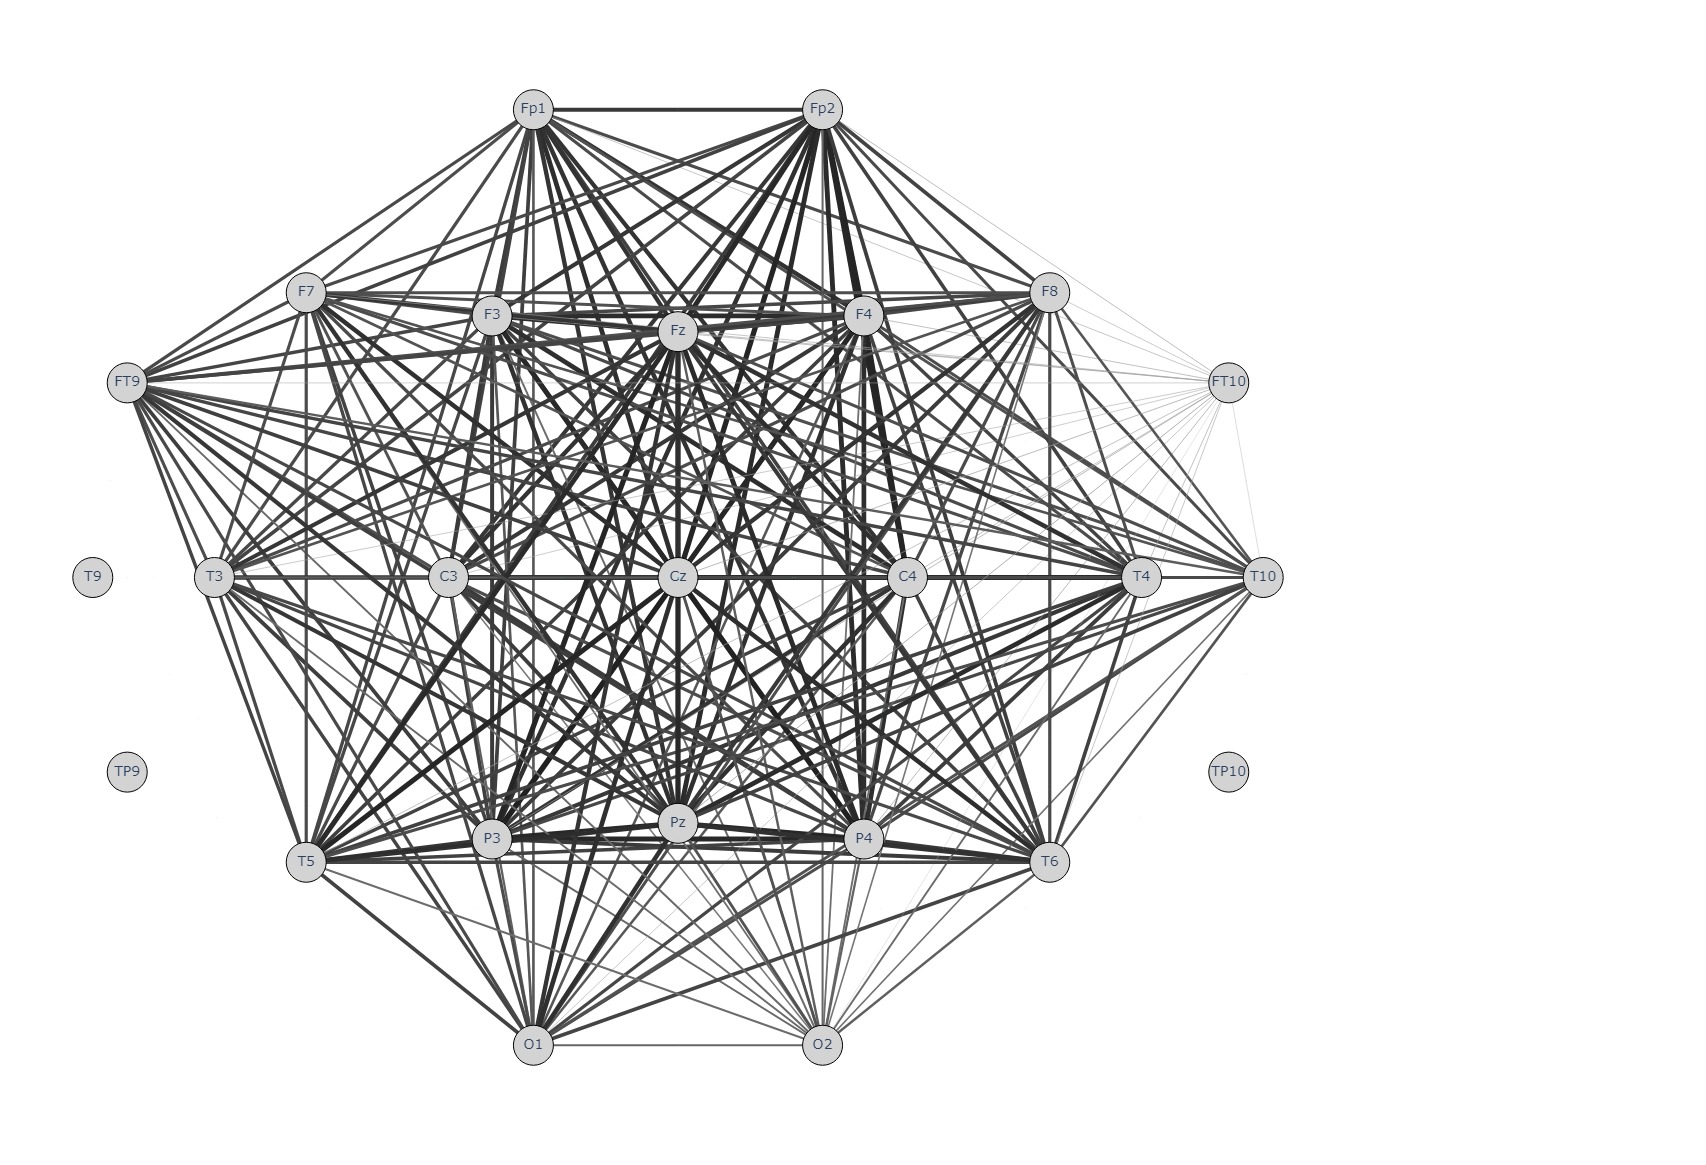 Fp1 Fp2
F7 F3 Fz F4 F8
FT9 FT10
T9 T3 C3 Cz C4 T4 T10
TP9 TP10
T5 P3 Pz P4 T6
O1 O2